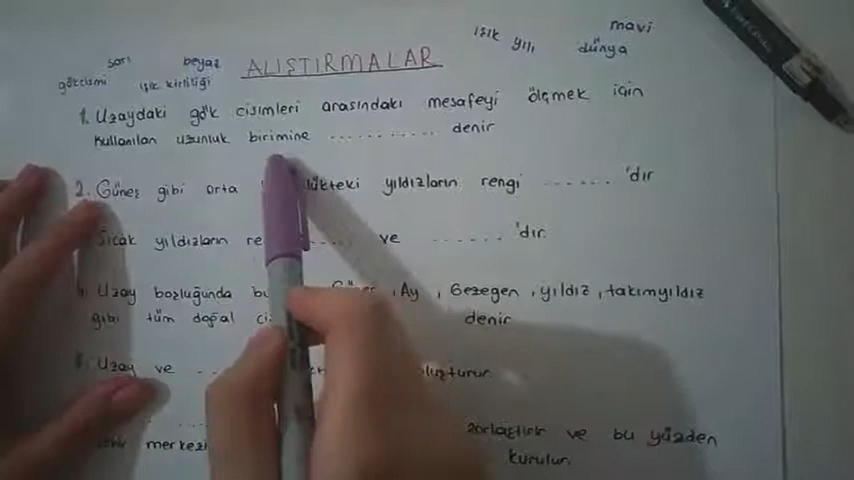 sarı beyaz ışık yılı mavi
gökcismi ışık kirliliği ALIŞTIRMALAR dünya
1. Uzaydaki gök cisimleri arasındaki mesafeyi ölçmek için
kullanılan uzunluk birimine ............ denir
2. Güneş gibi orta yıldızların rengi ...... 'dır
Sıcak yıldızların ..... ve ...... 'dır.
Uzay boşluğunda , Ay , Gezegen , yıldız , takımyıldız
gibi tüm doğal denir
Uzay ve
merkezi zorlaştırır ve bu yüzden
kurulur.